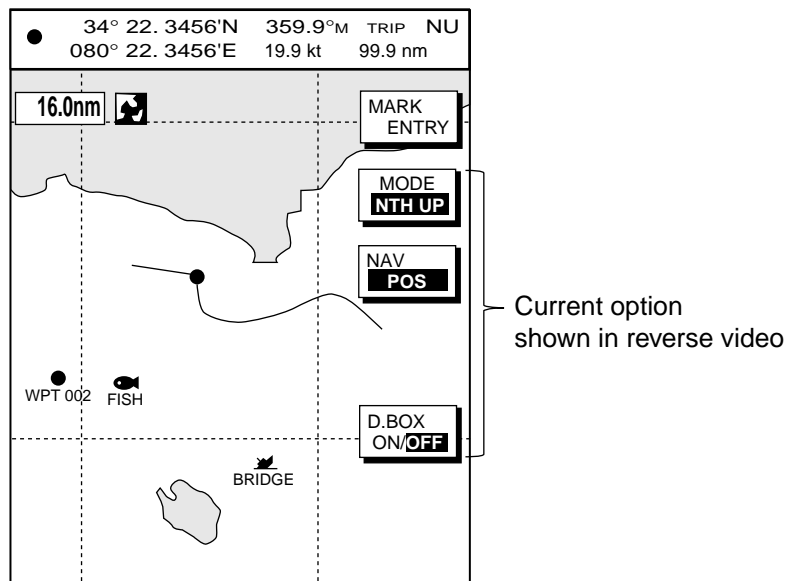 34° 22. 3456'N 359.9°M TRIP NU
080° 22. 3456'E 19.9 kt 99.9 nm
16.0nm
MARK
ENTRY
MODE
NTH UP
NAV
POS
Current option
shown in reverse video
WPT 002
FISH
D.BOX
ON/OFF
BRIDGE